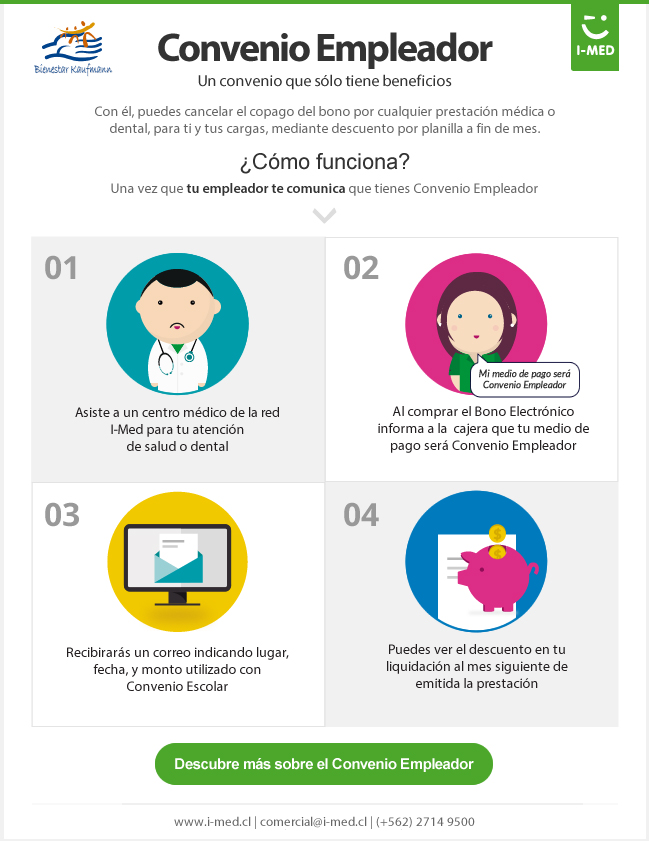 Bienestar Kaufmann
I-MED
Convenio Empleador
Un convenio que sólo tiene beneficios
Con él, puedes cancelar el copago del bono por cualquier prestación médica o
dental, para ti y tus cargas, mediante descuento por planilla a fin de mes.
¿Cómo funciona?
Una vez que tu empleador te comunica que tienes Convenio Empleador
01
Asiste a un centro médico de la red
I-Med para tu atención
de salud o dental
02
Mi medio de pago será
Convenio Empleador
Al comprar el Bono Electrónico
informa a la cajera que tu medio de
pago será Convenio Empleador
03
Recibirarás un correo indicando lugar,
fecha, y monto utilizado con
Convenio Escolar
04
$
$
Puedes ver el descuento en tu
liquidación al mes siguiente de
emitida la prestación
Descubre más sobre el Convenio Empleador
www.i-med.cl | comercial@i-med.cl | (+562) 2714 9500